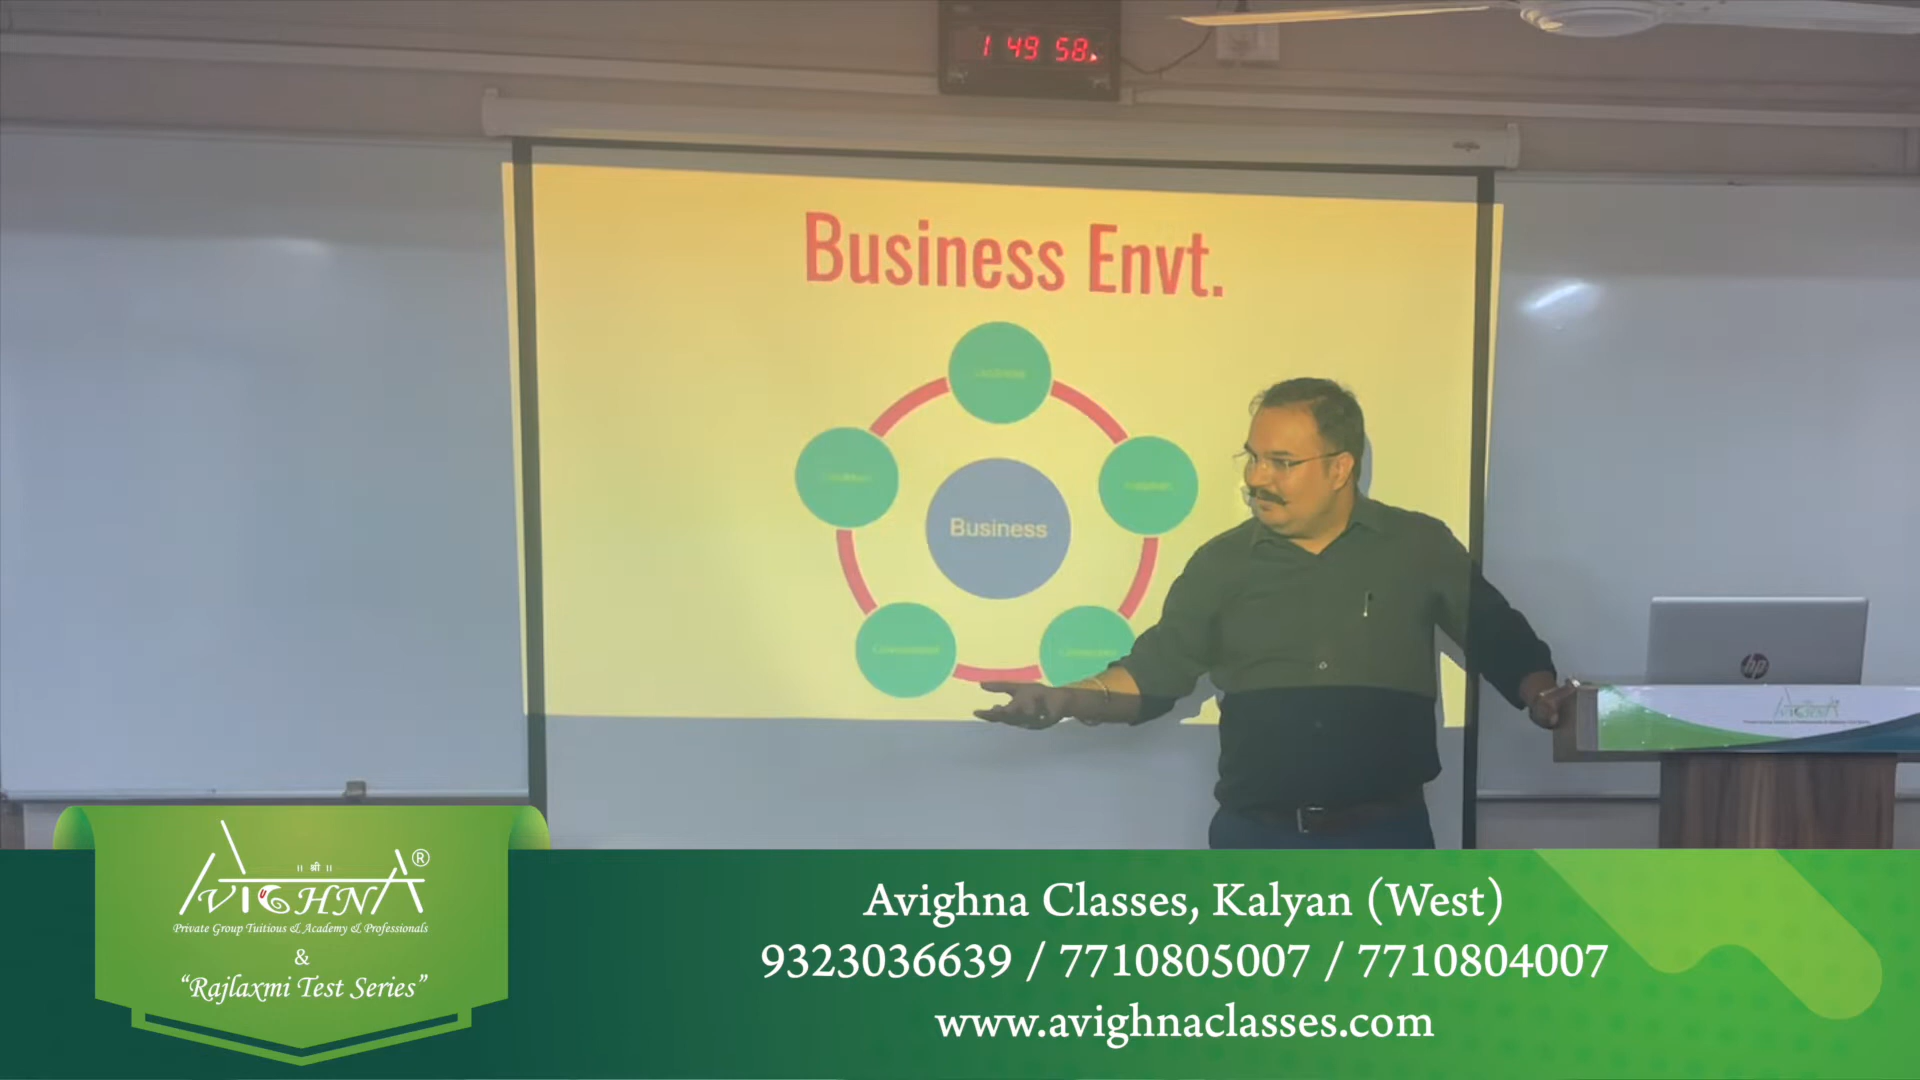 1 49 58
Business Envt.
Business
hp
|| श्री ||
AVIGHNA®
Private Group Tuitious & Academy & Professionals
&
"Rajlaxmi Test Series"
Avighna Classes, Kalyan (West)
9323036639 / 7710805007 / 7710804007
www.avighnaclasses.com